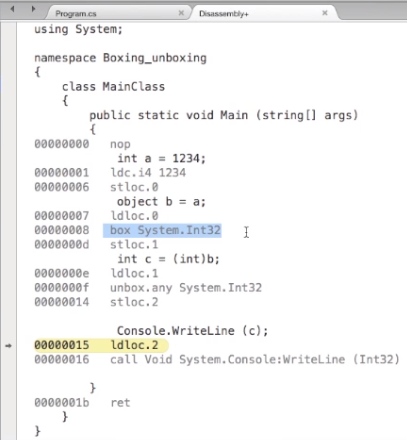 Program.cs × Disassembly+ ×
using System;
namespace Boxing_unboxing
{
class MainClass
{
public static void Main (string[] args)
{
00000000 nop
int a = 1234;
00000001 ldc.i4 1234
00000006 stloc.0
object b = a;
00000007 ldloc.0
00000008 box System.Int32
0000000d stloc.1
int c = (int)b;
0000000e ldloc.1
0000000f unbox.any System.Int32
00000014 stloc.2
Console.WriteLine (c);
00000015 ldloc.2
00000016 call Void System.Console:WriteLine (Int32)
}
0000001b ret
}
}